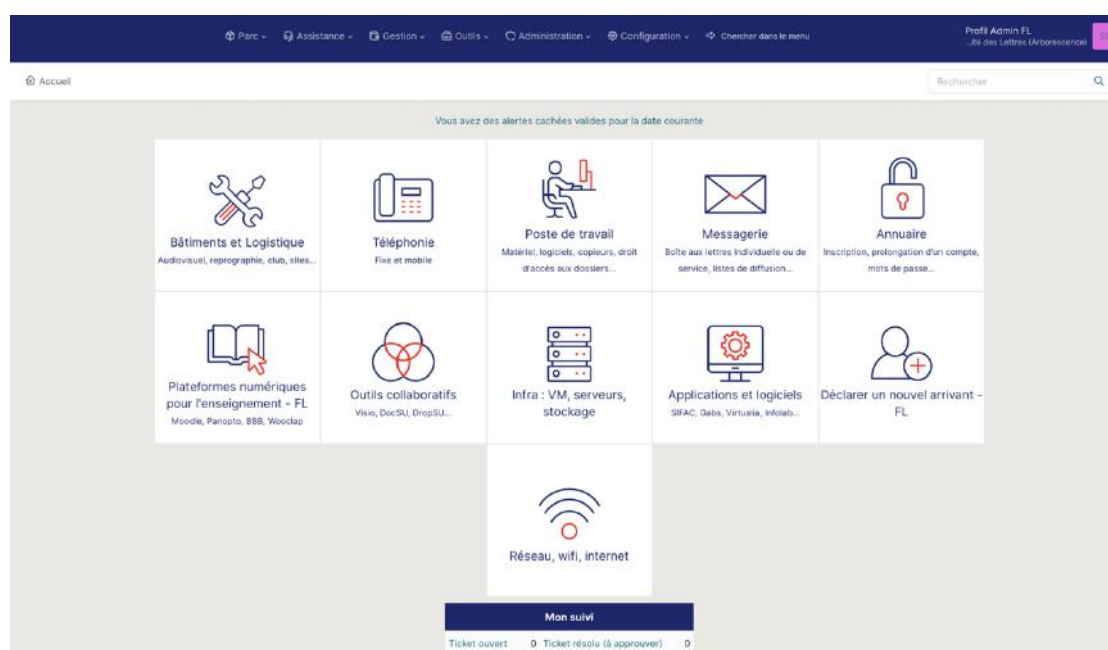 Parc Assistance Gestion Outils Administration Configuration Chercher dans le menu
Profil Admin FL
...lté des Lettres (Arborescence)
Accueil
Rechercher
Vous avez des alertes cachées valides pour la date courante
Bâtiments et Logistique
Audiovisuel, reprographie, club, sites...
Téléphonie
Fixe et mobile
Poste de travail
Matériel, logiciels, copieurs, droit
d'accès aux dossiers...
Messagerie
Boîte aux lettres individuelle ou de
service, listes de diffusion...
Annuaire
Inscription, prolongation d'un compte,
mots de passe...
Plateformes numériques
pour l'enseignement - FL
Moodle, Panopto, BBB, Wooclap
Outils collaboratifs
Visio, DocSU, DropSU...
Infra : VM, serveurs,
stockage
Applications et logiciels
SIFAC, Gabs, Virtualia, Infolab...
Déclarer un nouvel arrivant -
FL
Réseau, wifi, internet
Mon suivi
Ticket ouvert 0 Ticket résolu (à approuver) 0